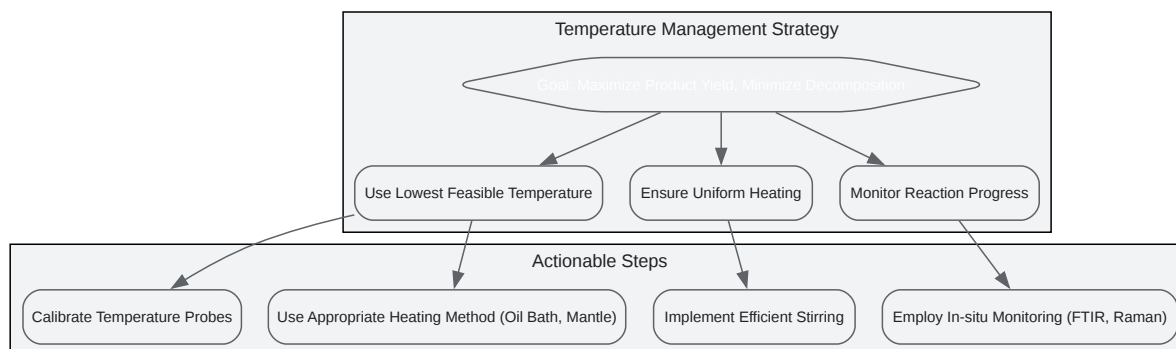 Temperature Management Strategy
Goal: Maximize Product Yield, Minimize Decomposition
Use Lowest Feasible Temperature
Ensure Uniform Heating
Monitor Reaction Progress
Actionable Steps
Calibrate Temperature Probes
Use Appropriate Heating Method (Oil Bath, Mantle)
Implement Efficient Stirring
Employ In-situ Monitoring (FTIR, Raman)